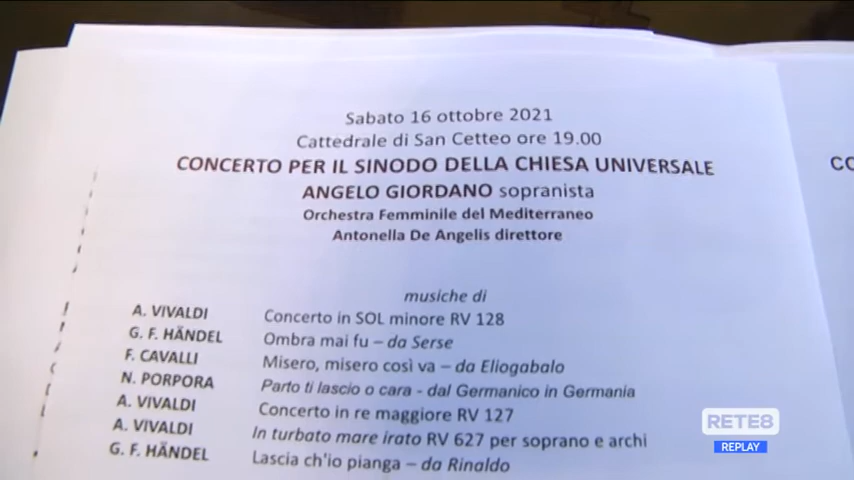 Sabato 16 ottobre 2021
Cattedrale di San Cetteo ore 19.00
CONCERTO PER IL SINODO DELLA CHIESA UNIVERSALE
ANGELO GIORDANO sopranista
Orchestra Femminile del Mediterraneo
Antonella De Angelis direttore
musiche di
A. VIVALDI Concerto in SOL minore RV 128
G. F. HÄNDEL Ombra mai fu – da Serse
F. CAVALLI Misero, misero così va – da Eliogabalo
N. PORPORA Parto ti lascio o cara - dal Germanico in Germania
A. VIVALDI Concerto in re maggiore RV 127
A. VIVALDI In turbato mare irato RV 627 per soprano e archi
G. F. HÄNDEL Lascia ch'io pianga – da Rinaldo
RETE8
REPLAY